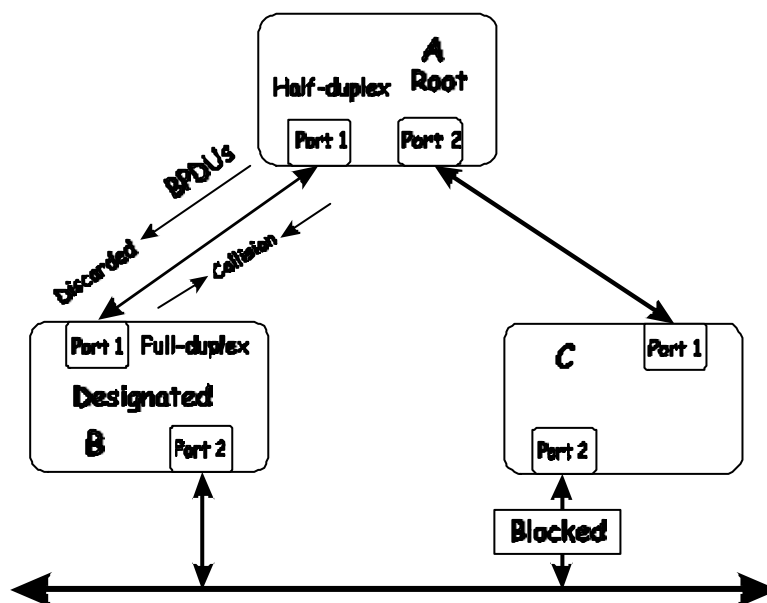 A
Half-duplex Root
Port 1 Port 2
BPDUs
Discarded
Collision
Port 1 Full-duplex
Designated
B
Port 2
C
Port 1
Port 2
Blocked